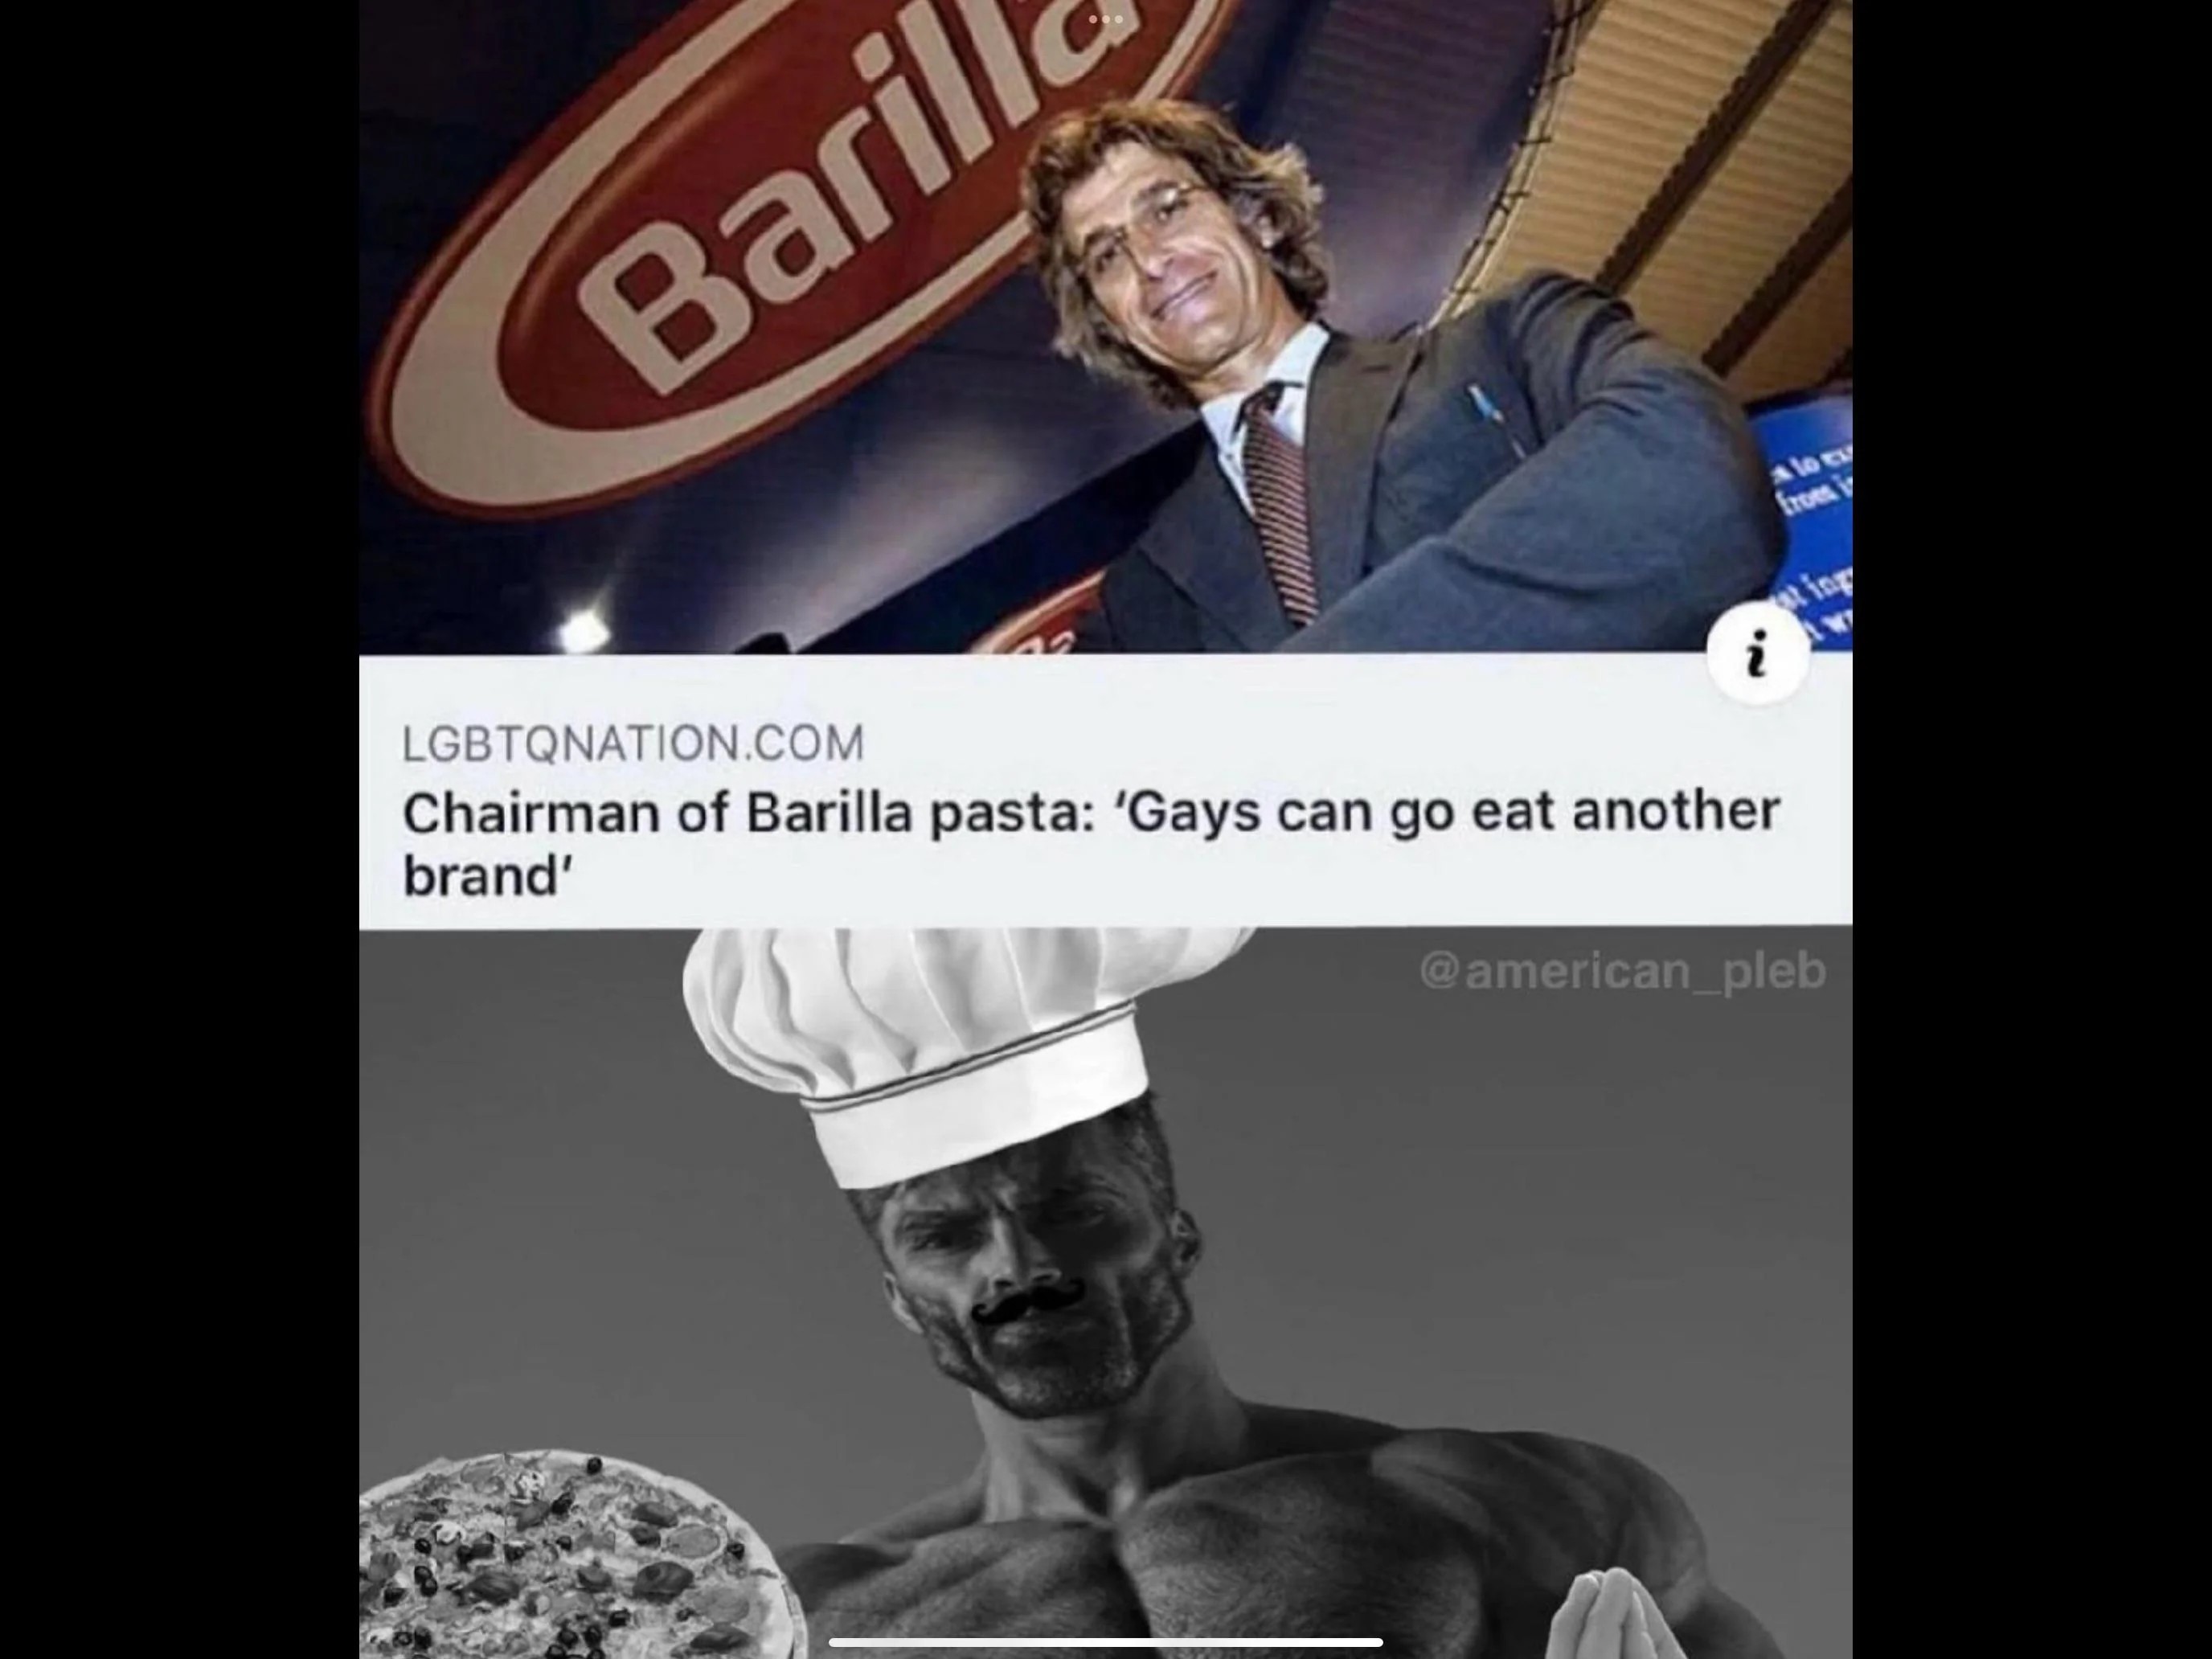 Barilla
LGBTQNATION.COM
Chairman of Barilla pasta: ‘Gays can go eat another
brand’
@american_pleb